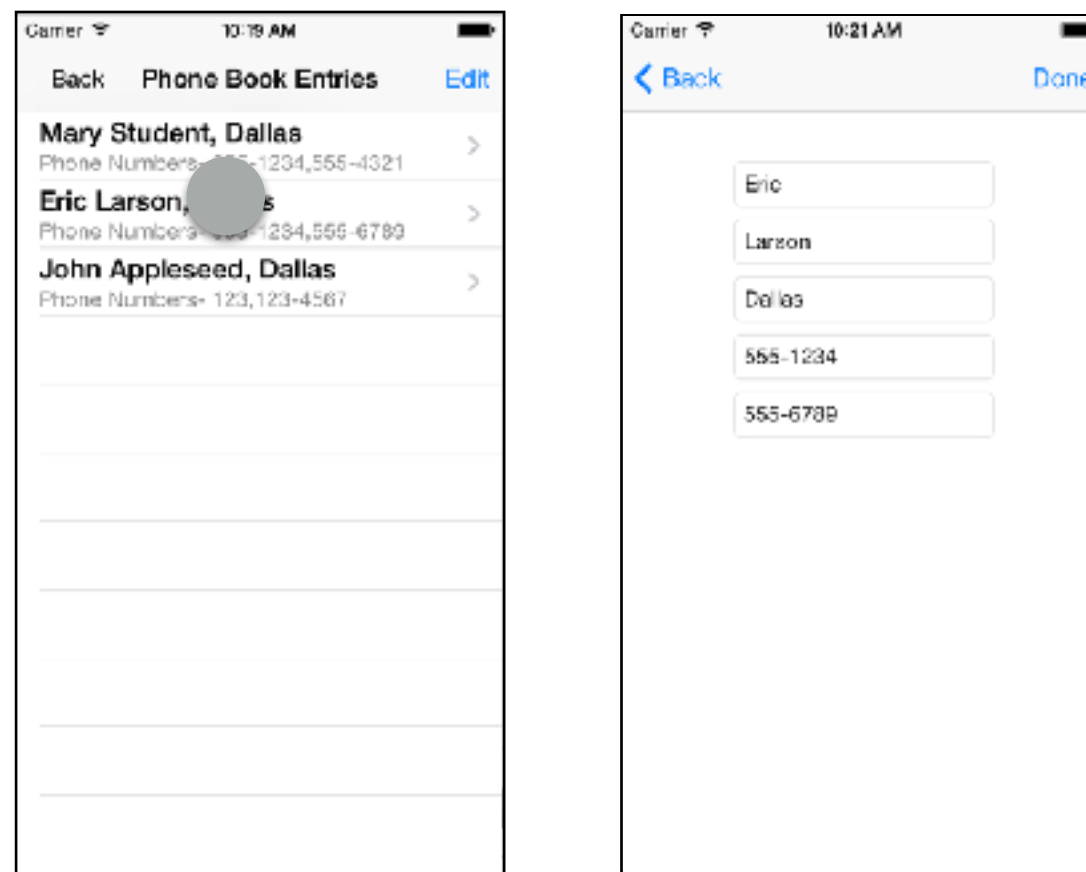 Carrier 10:19 AM
Back Phone Book Entries Edit
Mary Student, Dallas
Phone Numbers- 1234,555-4321
Eric Larson, s
Phone Numbers- 1234,555-6789
John Appleseed, Dallas
Phone Numbers- 123,123-4567
Carrier 10:21 AM
Back Done
Eric
Larson
Dallas
555-1234
555-6789